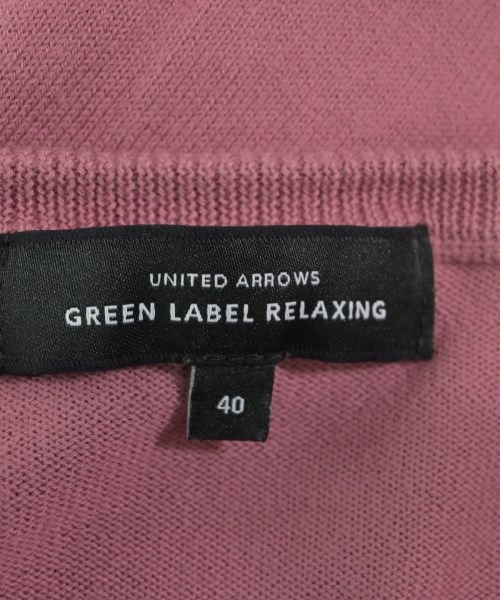 UNITED ARROWS
GREEN LABEL RELAXING
40